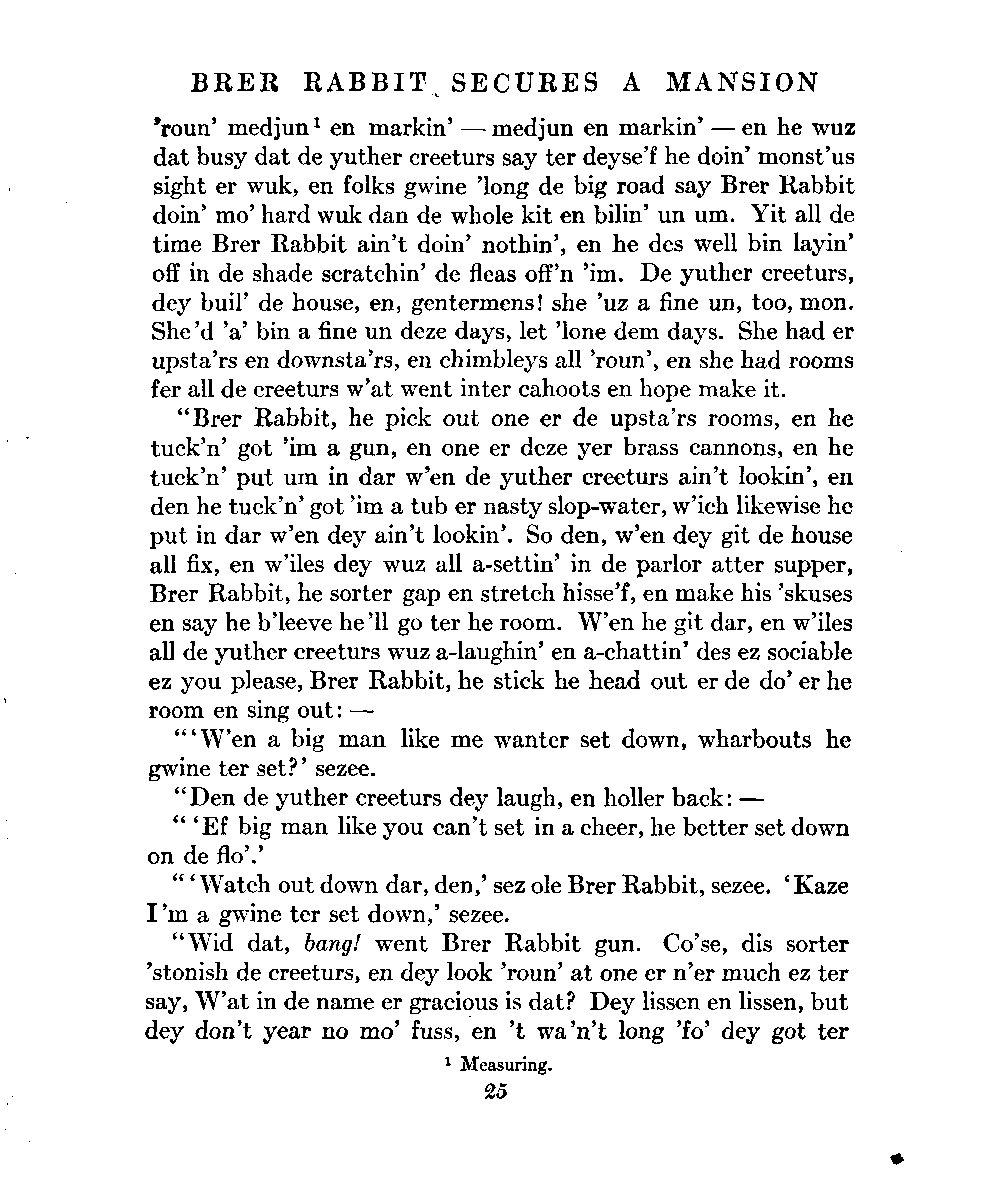 BRER RABBIT SECURES A MANSION
'roun' medjun¹ en markin' — medjun en markin' — en he wuz
dat busy dat de yuther creeturs say ter deyse'f he doin' monst'us
sight er wuk, en folks gwine 'long de big road say Brer Rabbit
doin' mo' hard wuk dan de whole kit en bilin' un um. Yit all de
time Brer Rabbit ain't doin' nothin', en he des well bin layin'
off in de shade scratchin' de fleas off'n 'im. De yuther creeturs,
dey buil' de house, en, gentermens! she 'uz a fine un, too, mon.
She'd 'a' bin a fine un deze days, let 'lone dem days. She had er
upsta'rs en downsta'rs, en chimbleys all 'roun', en she had rooms
fer all de creeturs w'at went inter cahoots en hope make it.
"Brer Rabbit, he pick out one er de upsta'rs rooms, en he
tuck'n' got 'im a gun, en one er deze yer brass cannons, en he
tuck'n' put um in dar w'en de yuther creeturs ain't lookin', en
den he tuck'n' got 'im a tub er nasty slop-water, w'ich likewise he
put in dar w'en dey ain't lookin'. So den, w'en dey git de house
all fix, en w'iles dey wuz all a-settin' in de parlor atter supper,
Brer Rabbit, he sorter gap en stretch hisse'f, en make his 'skuses
en say he b'leeve he'll go ter he room. W'en he git dar, en w'iles
all de yuther creeturs wuz a-laughin' en a-chattin' des ez sociable
ez you please, Brer Rabbit, he stick he head out er de do' er he
room en sing out: —
"'W'en a big man like me wanter set down, wharbouts he
gwine ter set?' sezee.
"Den de yuther creeturs dey laugh, en holler back: —
"'Ef big man like you can't set in a cheer, he better set down
on de flo'.'
"'Watch out down dar, den,' sez ole Brer Rabbit, sezee. 'Kaze
I'm a gwine ter set down,' sezee.
"Wid dat, bang! went Brer Rabbit gun. Co'se, dis sorter
'stonish de creeturs, en dey look 'roun' at one er n'er much ez ter
say, W'at in de name er gracious is dat? Dey lissen en lissen, but
dey don't year no mo' fuss, en 't wa'n't long 'fo' dey got ter
¹ Measuring.
25